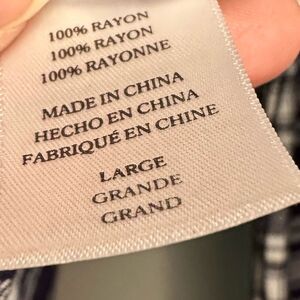 100% RAYON
100% RAYON
100% RAYONNE
MADE IN CHINA
HECHO EN CHINA
FABRIQUÉ EN CHINE
LARGE
GRANDE
GRAND